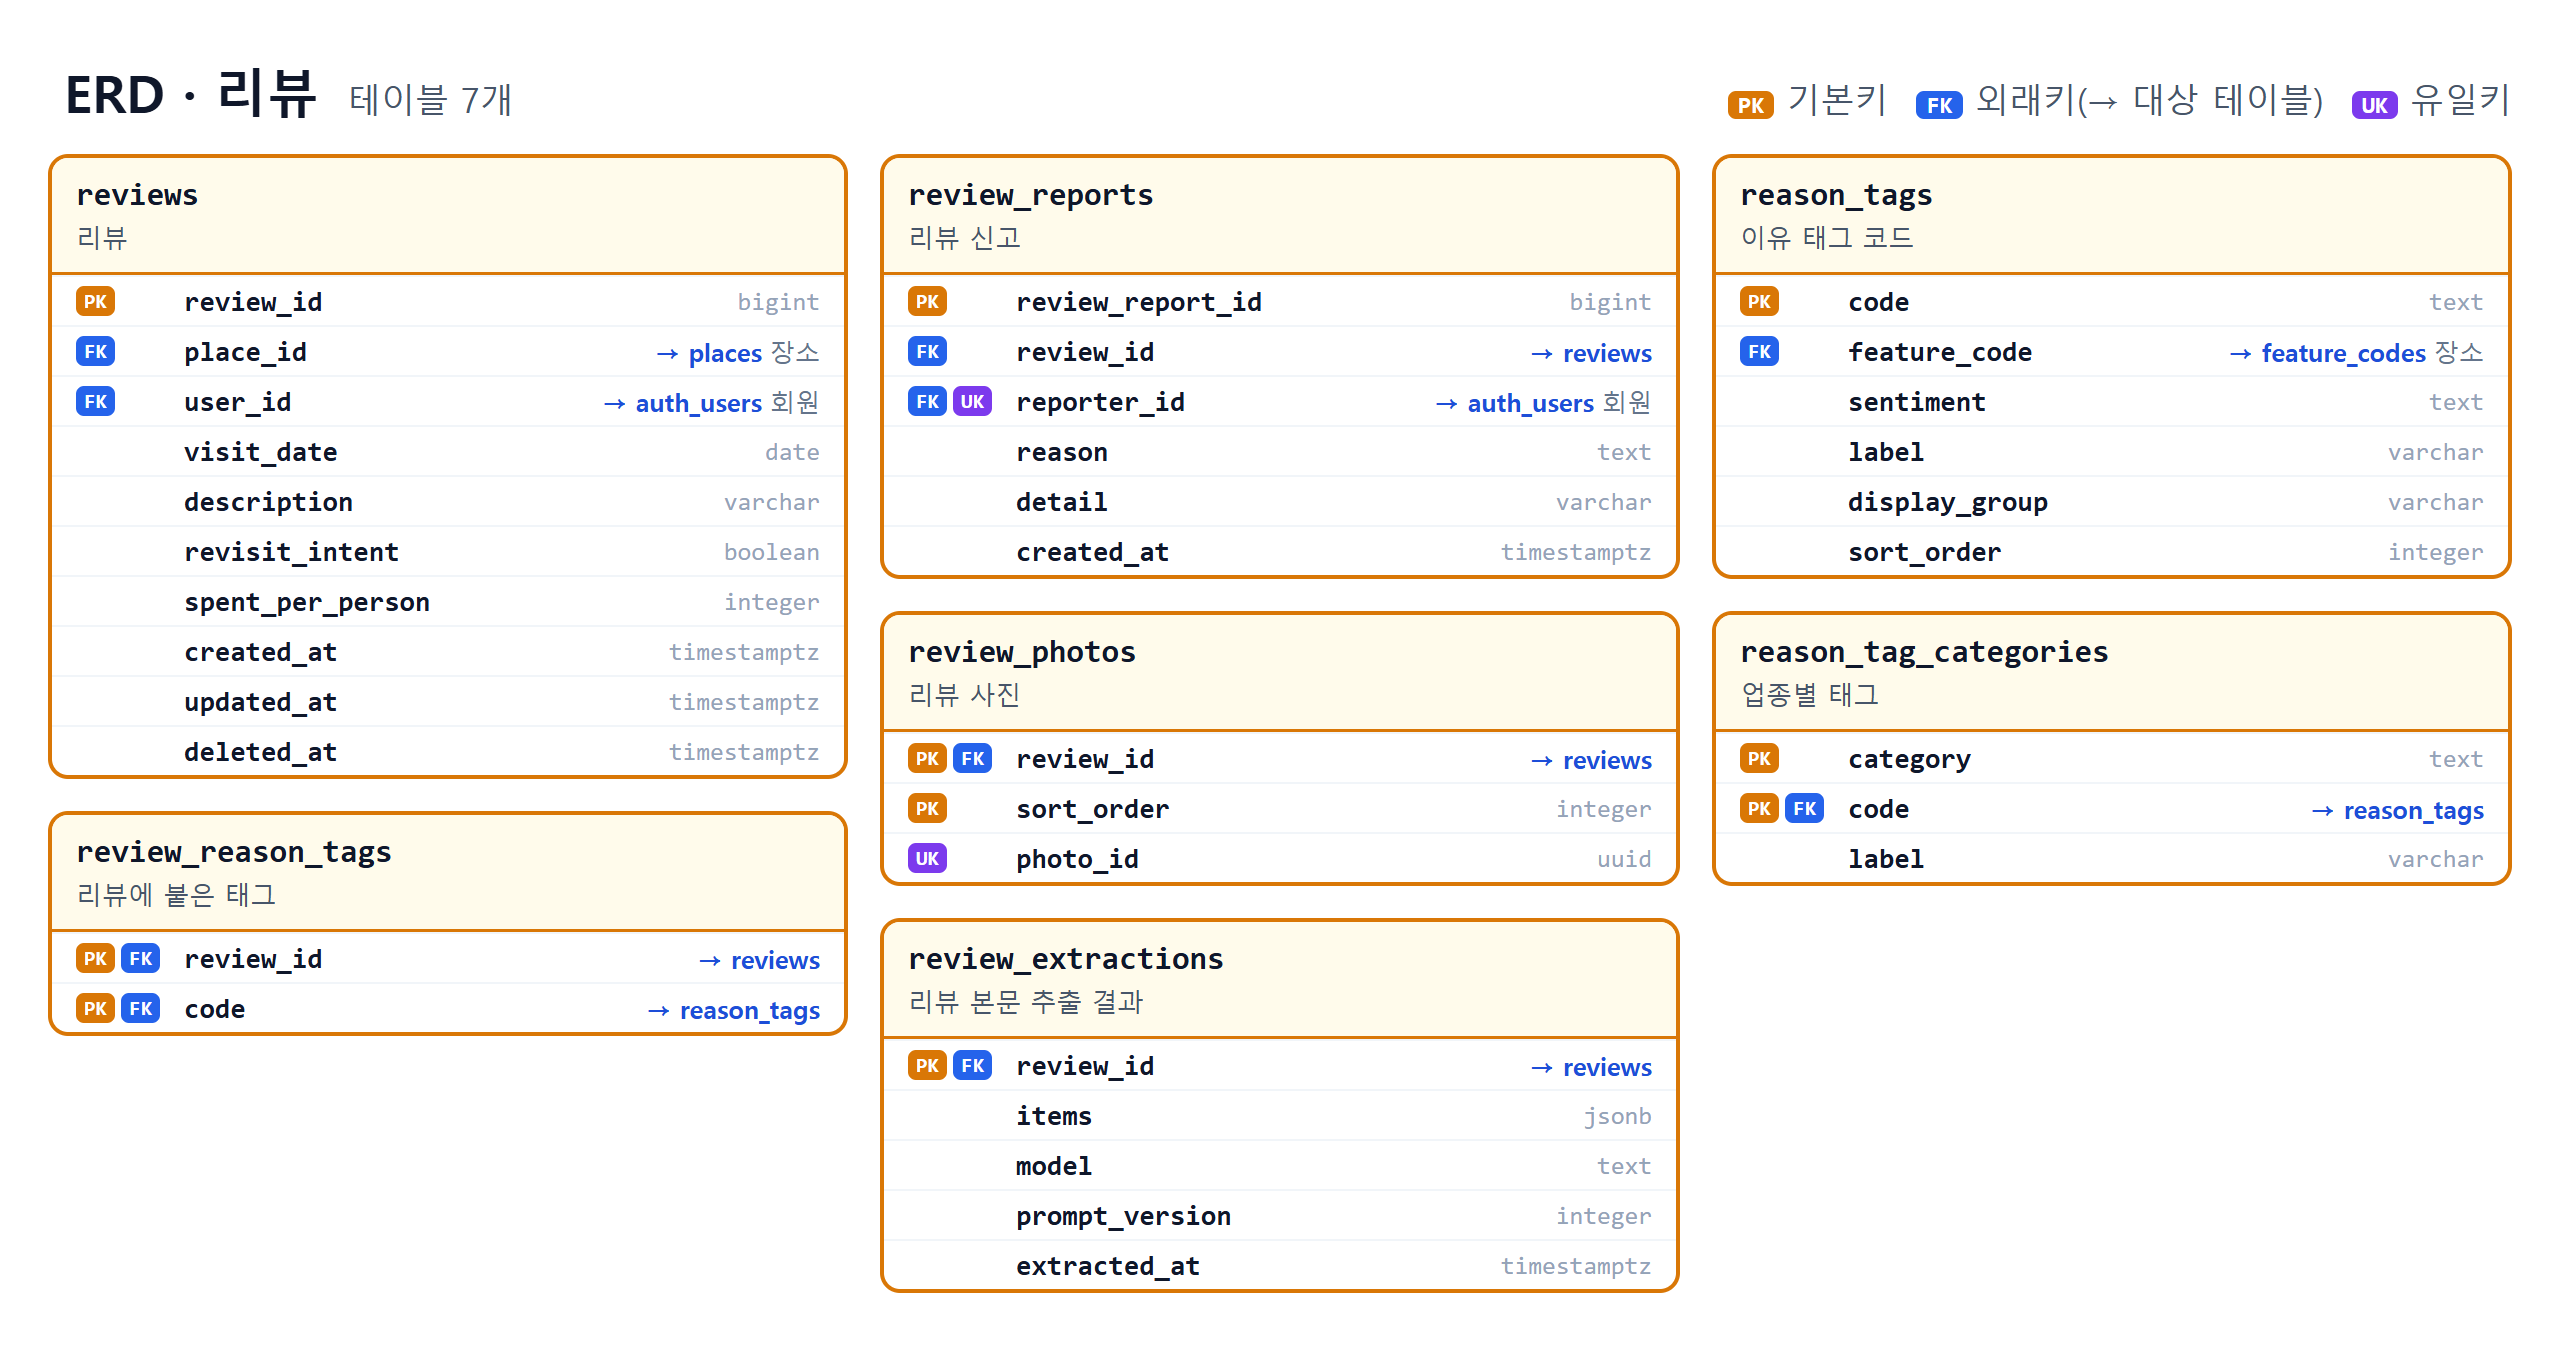 ERD · 리뷰 테이블 7개
PK 기본키 FK 외래키(→ 대상 테이블) UK 유일키
reviews
리뷰
PK review_id bigint
FK place_id → places 장소
FK user_id → auth_users 회원
visit_date date
description varchar
revisit_intent boolean
spent_per_person integer
created_at timestamptz
updated_at timestamptz
deleted_at timestamptz
review_reason_tags
리뷰에 붙은 태그
PK FK review_id → reviews
PK FK code → reason_tags
review_reports
리뷰 신고
PK review_report_id bigint
FK review_id → reviews
FK UK reporter_id → auth_users 회원
reason text
detail varchar
created_at timestamptz
review_photos
리뷰 사진
PK FK review_id → reviews
PK sort_order integer
UK photo_id uuid
review_extractions
리뷰 본문 추출 결과
PK FK review_id → reviews
items jsonb
model text
prompt_version integer
extracted_at timestamptz
reason_tags
이유 태그 코드
PK code text
FK feature_code → feature_codes 장소
sentiment text
label varchar
display_group varchar
sort_order integer
reason_tag_categories
업종별 태그
PK category text
PK FK code → reason_tags
label varchar